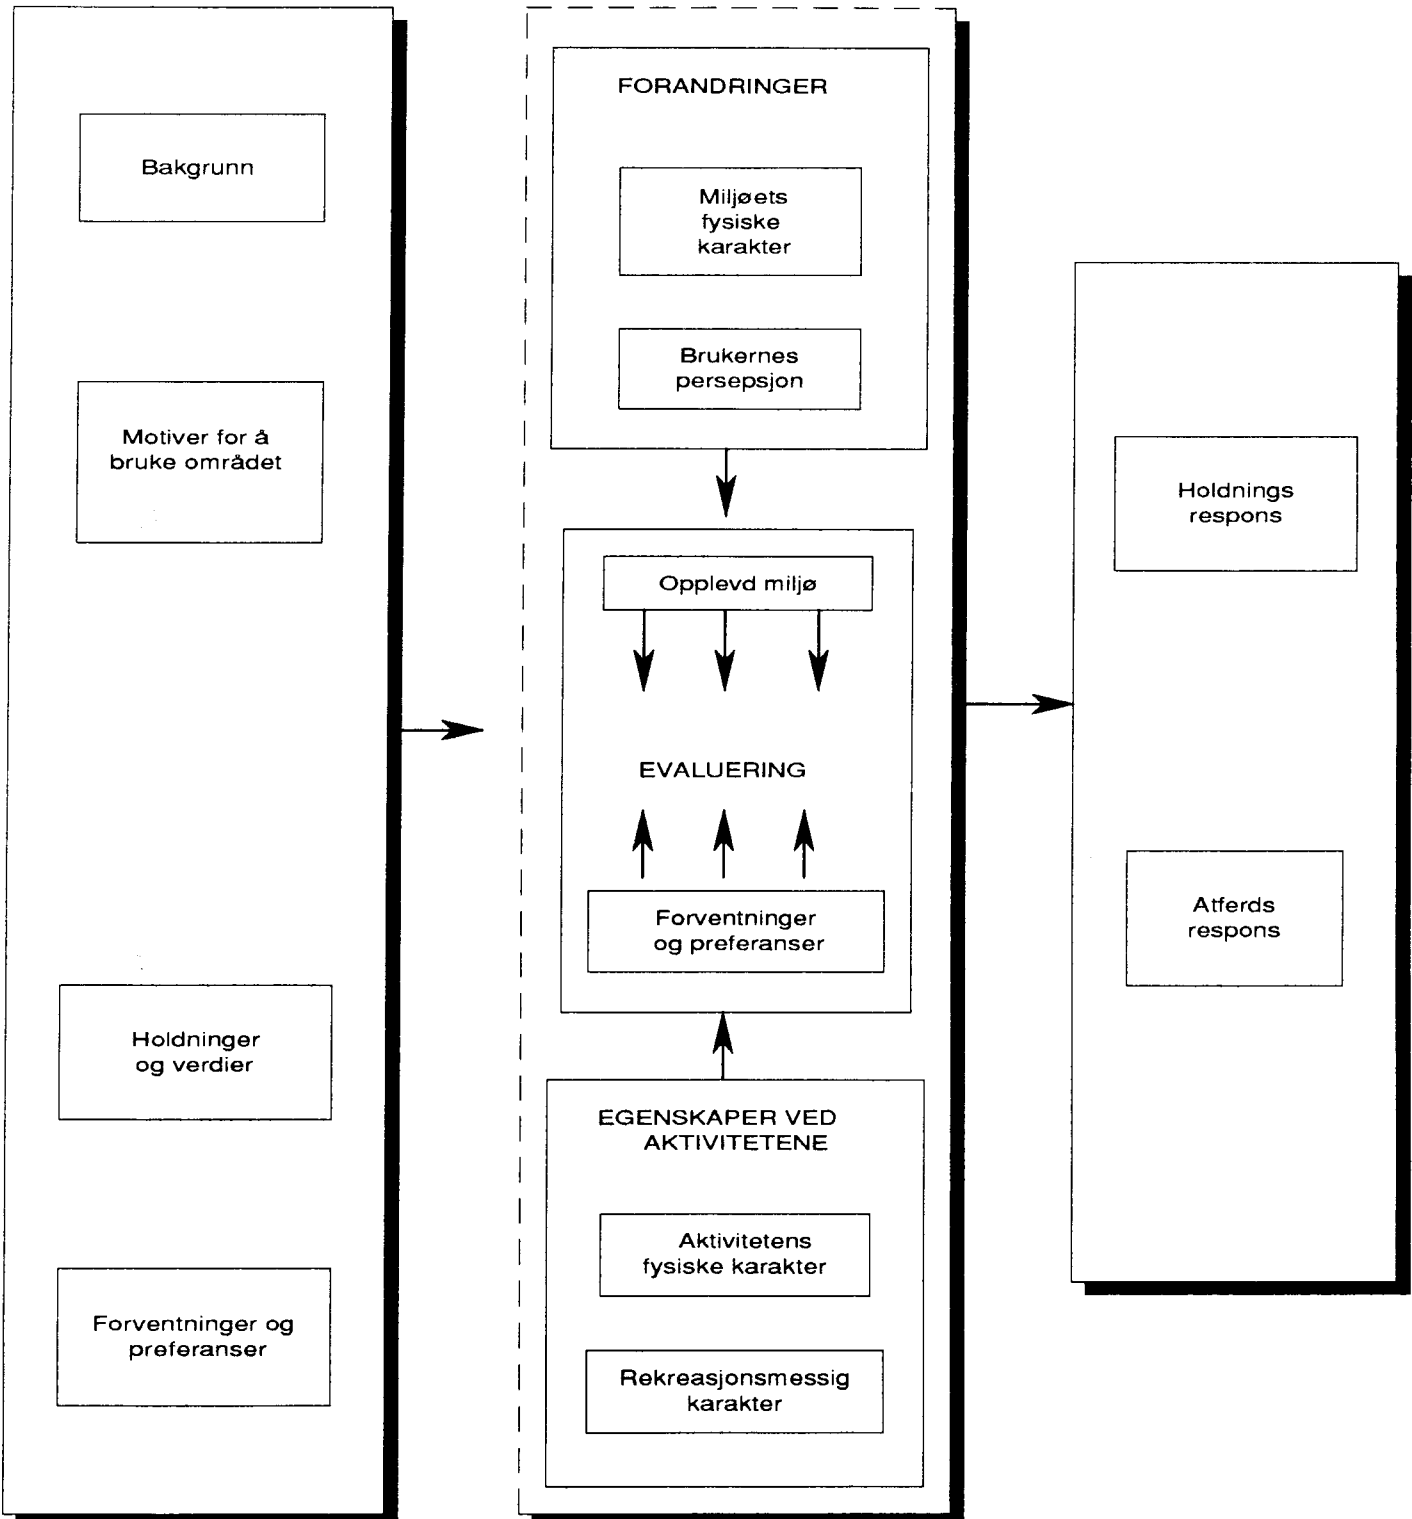 Bakgrunn
Motiver for å
bruke området
Holdninger
og verdier
Forventninger og
preferanser
FORANDRINGER
Miljøets
fysiske
karakter
Brukernes
persepsjon
Opplevd miljø
EVALUERING
Forventninger
og preferanser
EGENSKAPER VED
AKTIVITETENE
Aktivitetens
fysiske karakter
Rekreasjonsmessig
karakter
Holdnings
respons
Atferds
respons